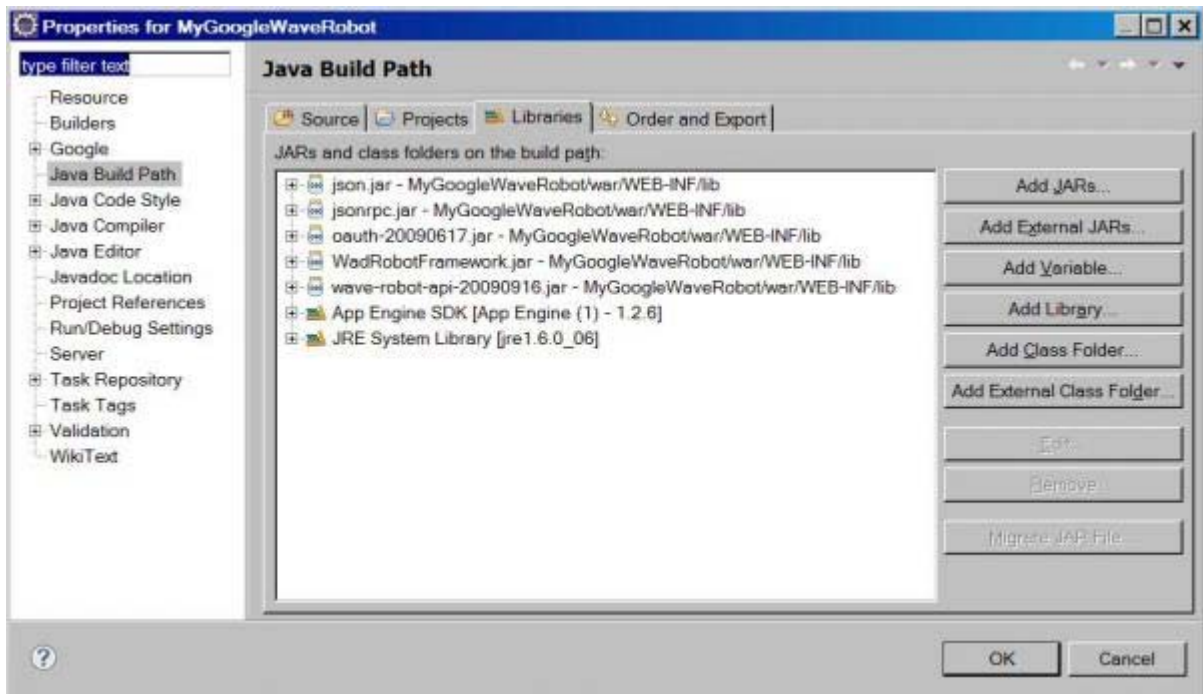 Properties for MyGoogleWaveRobot
type filter text
Resource
Builders
Google
Java Build Path
Java Code Style
Java Compiler
Java Editor
Javadoc Location
Project References
Run/Debug Settings
Server
Task Repository
Task Tags
Validation
WikiText
Java Build Path
Source
Projects
Libraries
Order and Export
JARs and class folders on the build path:
json.jar - MyGoogleWaveRobot/war/WEB-INF/lib
jsonrpc.jar - MyGoogleWaveRobot/war/WEB-INF/lib
oauth-20090617.jar - MyGoogleWaveRobot/war/WEB-INF/lib
WadRobotFramework.jar - MyGoogleWaveRobot/war/WEB-INF/lib
wave-robot-api-20090916.jar - MyGoogleWaveRobot/war/WEB-INF/lib
App Engine SDK [App Engine (1) - 1.2.6]
JRE System Library [jre1.6.0_06]
Add JARs...
Add External JARs...
Add Variable...
Add Library...
Add Class Folder...
Add External Class Folder...
Edit...
Remove
Migrate JAR File...
?
OK
Cancel